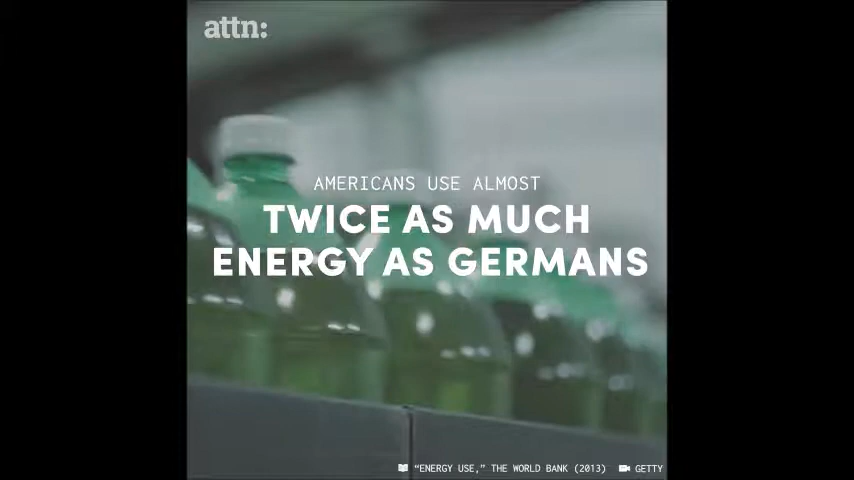 attn:
AMERICANS USE ALMOST
TWICE AS MUCH
ENERGY AS GERMANS
“ENERGY USE,” THE WORLD BANK (2013) GETTY